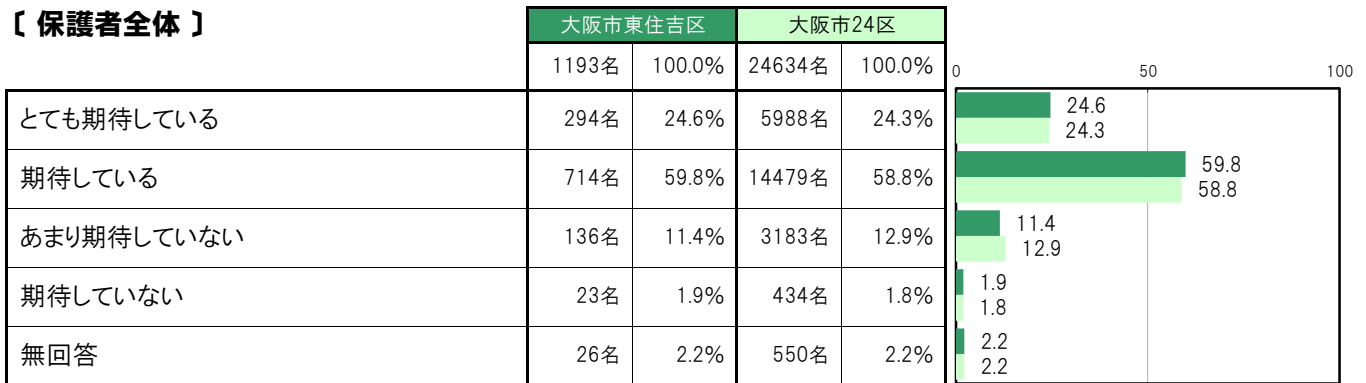 〔 保護者全体 〕
大阪市東住吉区 大阪市24区
1193名 100.0% 24634名 100.0%
0 50 100
とても期待している 294名 24.6% 5988名 24.3%
24.6
24.3
期待している 714名 59.8% 14479名 58.8%
59.8
58.8
あまり期待していない 136名 11.4% 3183名 12.9%
11.4
12.9
期待していない 23名 1.9% 434名 1.8%
1.9
1.8
無回答 26名 2.2% 550名 2.2%
2.2
2.2